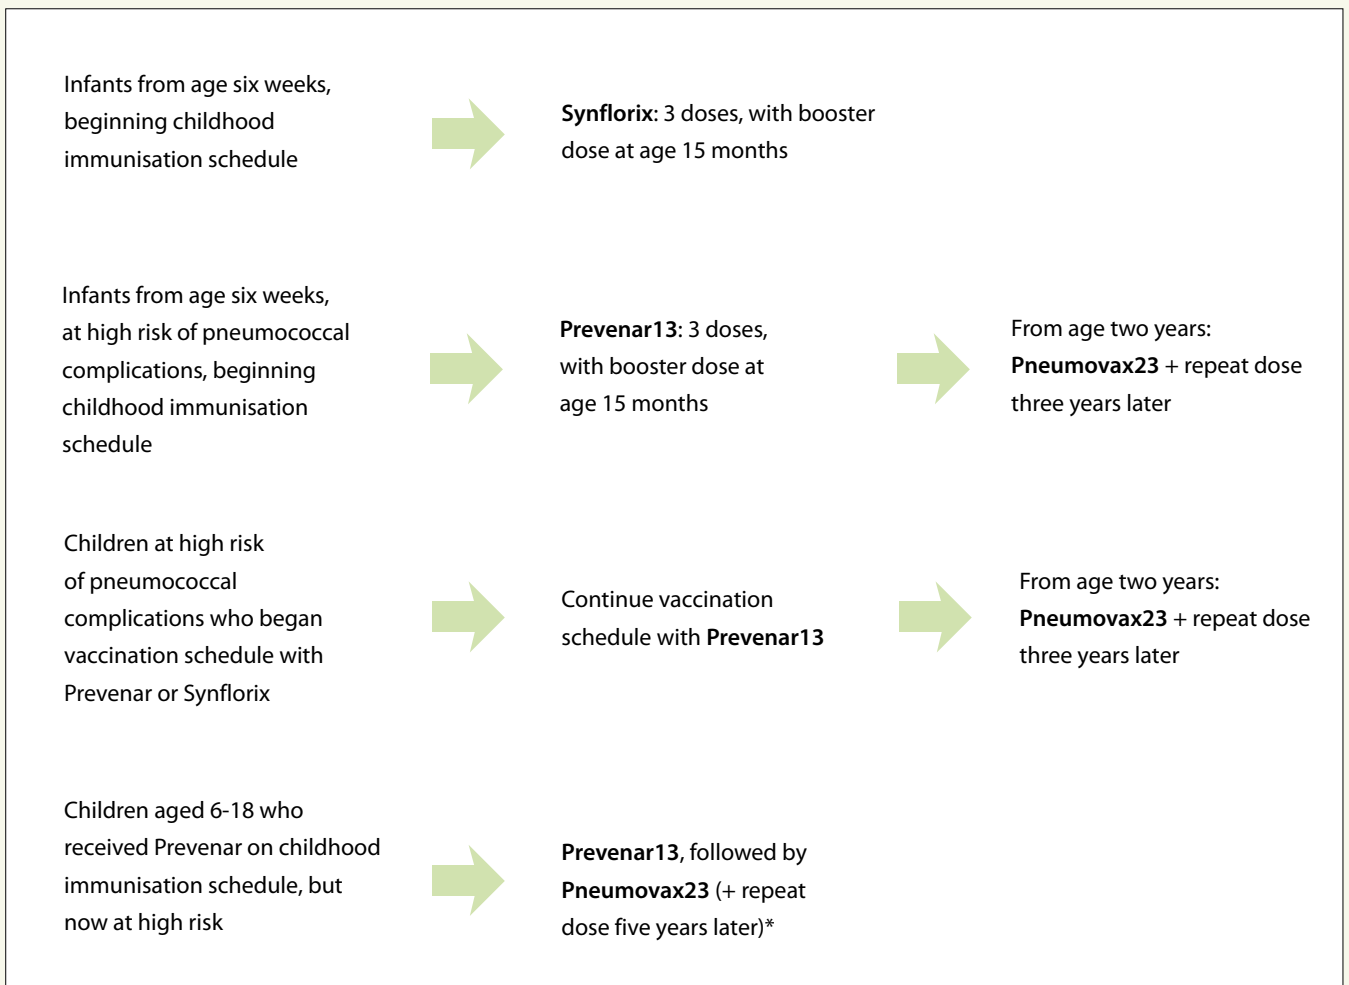 Infants from age six weeks,
beginning childhood
immunisation schedule
Synflorix: 3 doses, with booster
dose at age 15 months
Infants from age six weeks,
at high risk of pneumococcal
complications, beginning
childhood immunisation
schedule
Prevenar13: 3 doses,
with booster dose at
age 15 months
From age two years:
Pneumovax23 + repeat dose
three years later
Children at high risk
of pneumococcal
complications who began
vaccination schedule with
Prevenar or Synflorix
Continue vaccination
schedule with Prevenar13
From age two years:
Pneumovax23 + repeat dose
three years later
Children aged 6-18 who
received Prevenar on childhood
immunisation schedule, but
now at high risk
Prevenar13, followed by
Pneumovax23 (+ repeat
dose five years later)*